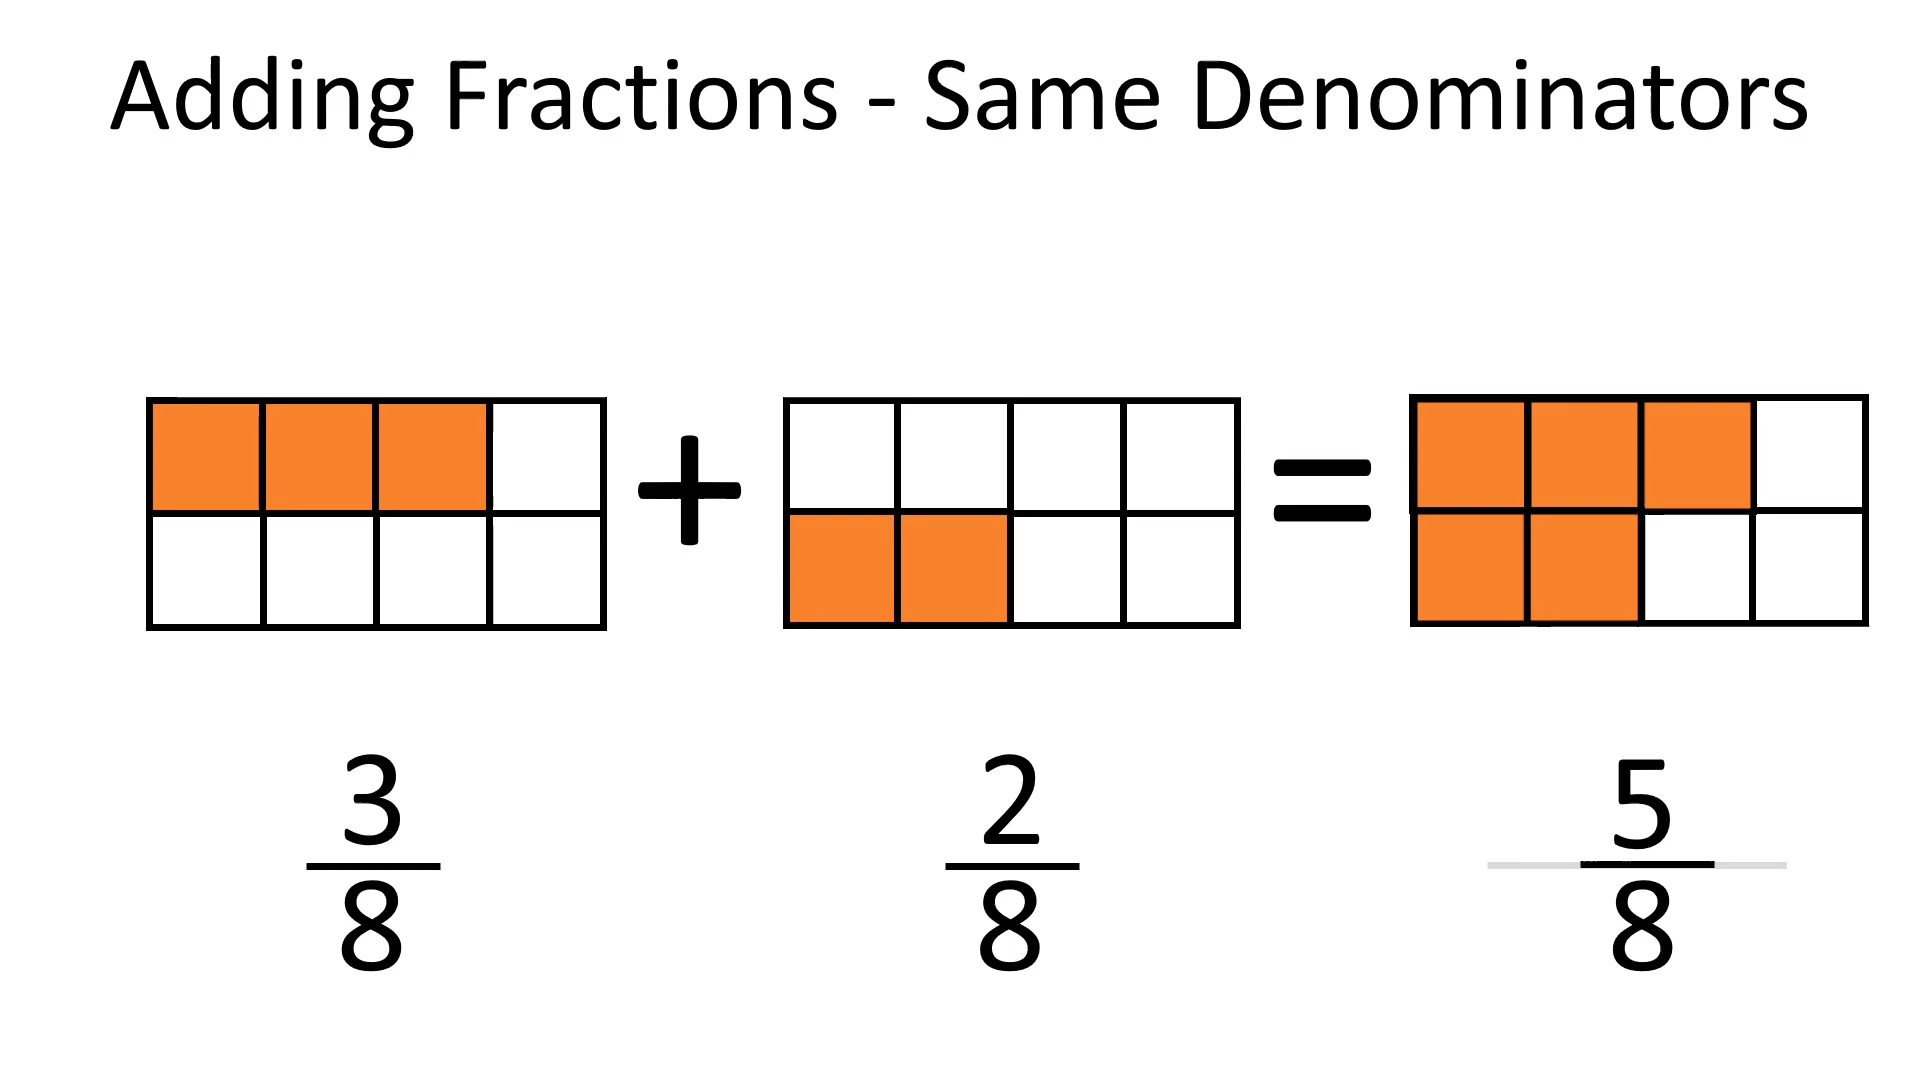 Adding Fractions - Same Denominators
+ =
3 2 5
8 8 8